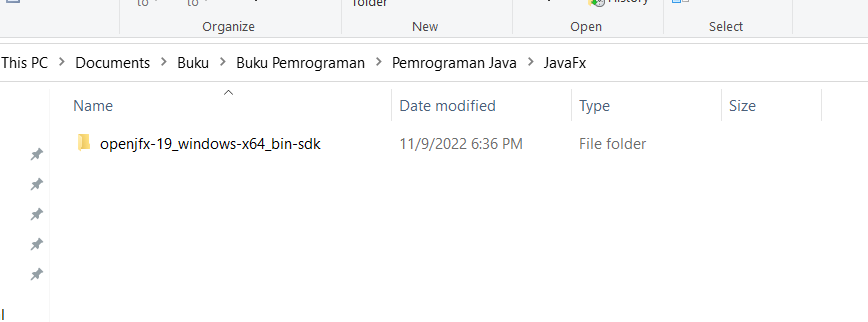 to to folder History
Organize New Open Select
This PC > Documents > Buku > Buku Pemrograman > Pemrograman Java > JavaFx
Name Date modified Type Size
openjfx-19_windows-x64_bin-sdk 11/9/2022 6:36 PM File folder